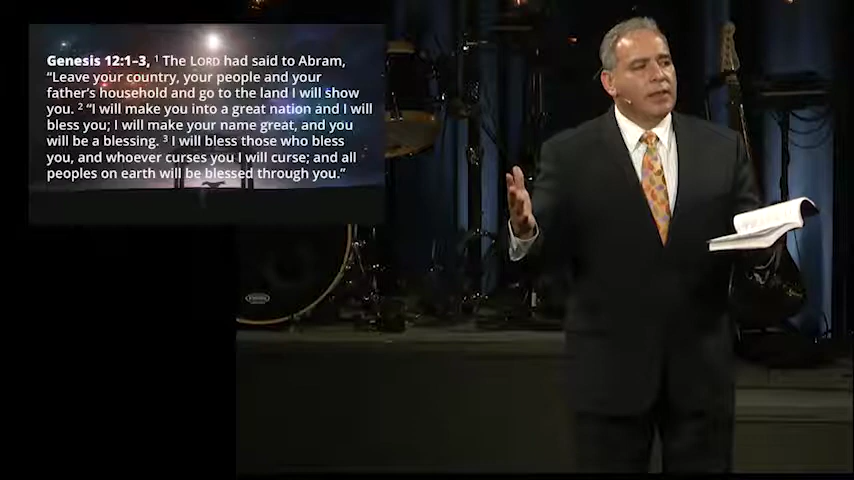 Genesis 12:1–3, ¹ The LORD had said to Abram,
“Leave your country, your people and your
father’s household and go to the land I will show
you. ² “I will make you into a great nation and I will
bless you; I will make your name great, and you
will be a blessing. ³ I will bless those who bless
you, and whoever curses you I will curse; and all
peoples on earth will be blessed through you.”